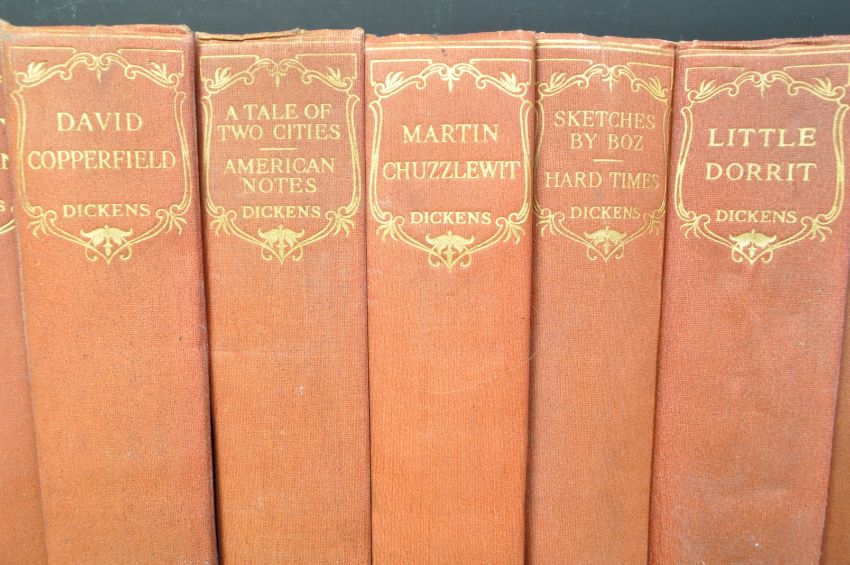 DAVID
COPPERFIELD
DICKENS
A TALE OF
TWO CITIES
AMERICAN
NOTES
DICKENS
MARTIN
CHUZZLEWIT
DICKENS
SKETCHES
BY BOZ
HARD TIMES
DICKENS
LITTLE
DORRIT
DICKENS